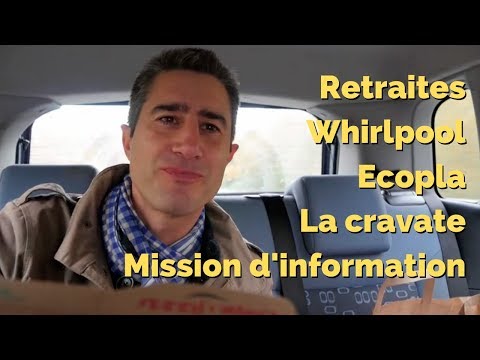 Retraites
Whirlpool
Ecopla
La cravate
Mission d'information